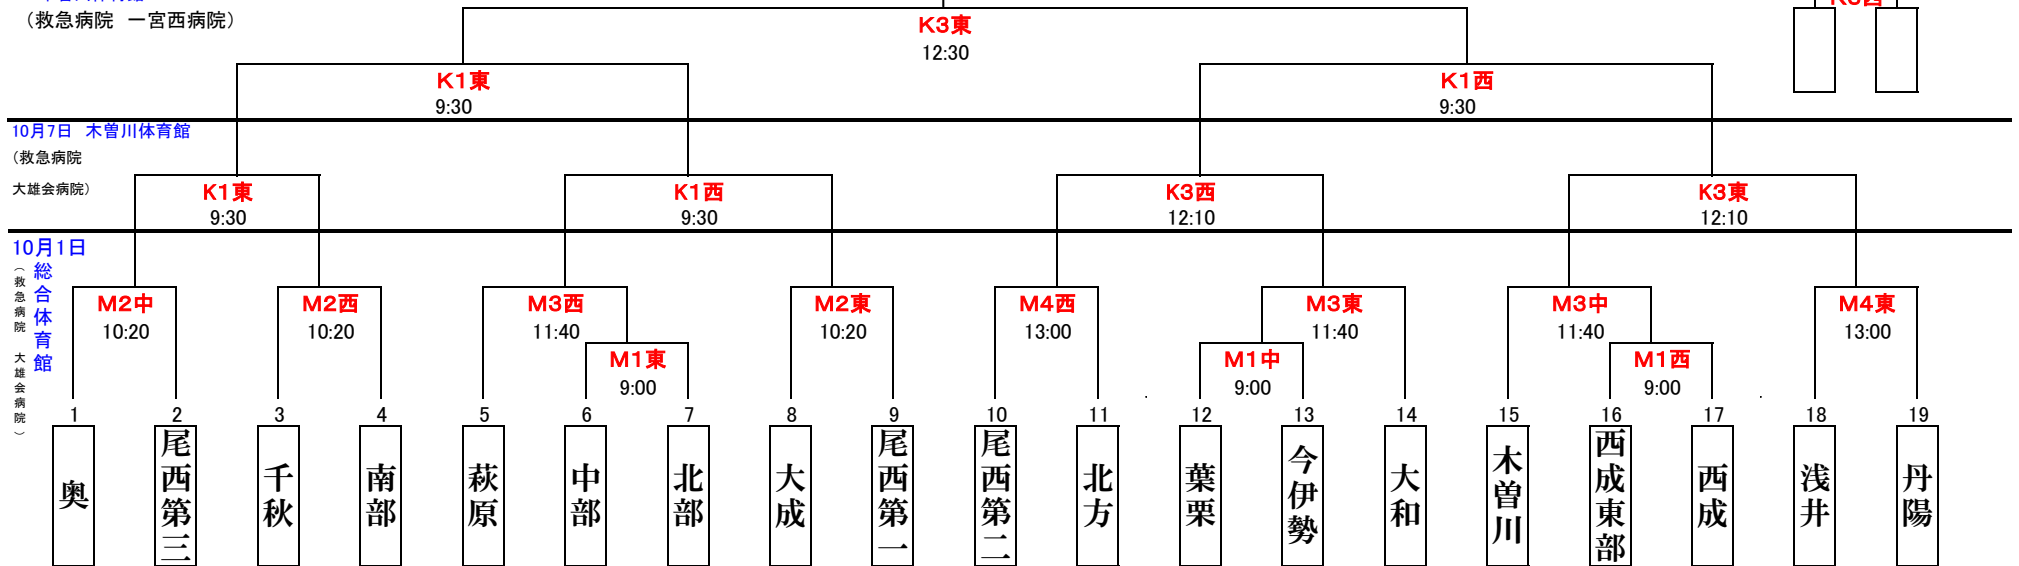 （救急病院　一宮西病院）
K3東
12:30
K1東
9:30
K1西
9:30
10月7日　木曽川体育館
（救急病院
大雄会病院）
K1東
9:30
K1西
9:30
K3西
12:10
K3東
12:10
10月1日
総合体育館
（救急病院　大雄会病院）
M2中
10:20
M2西
10:20
M3西
11:40
M2東
10:20
M4西
13:00
M3東
11:40
M3中
11:40
M4東
13:00
M1東
9:00
M1中
9:00
M1西
9:00
1 2 3 4 5 6 7 8 9 10 11 12 13 14 15 16 17 18 19
奥
尾西第三
千秋
南部
萩原
中部
北部
大成
尾西第一
尾西第二
北方
葉栗
今伊勢
大和
木曽川
西成東部
西成
浅井
丹陽